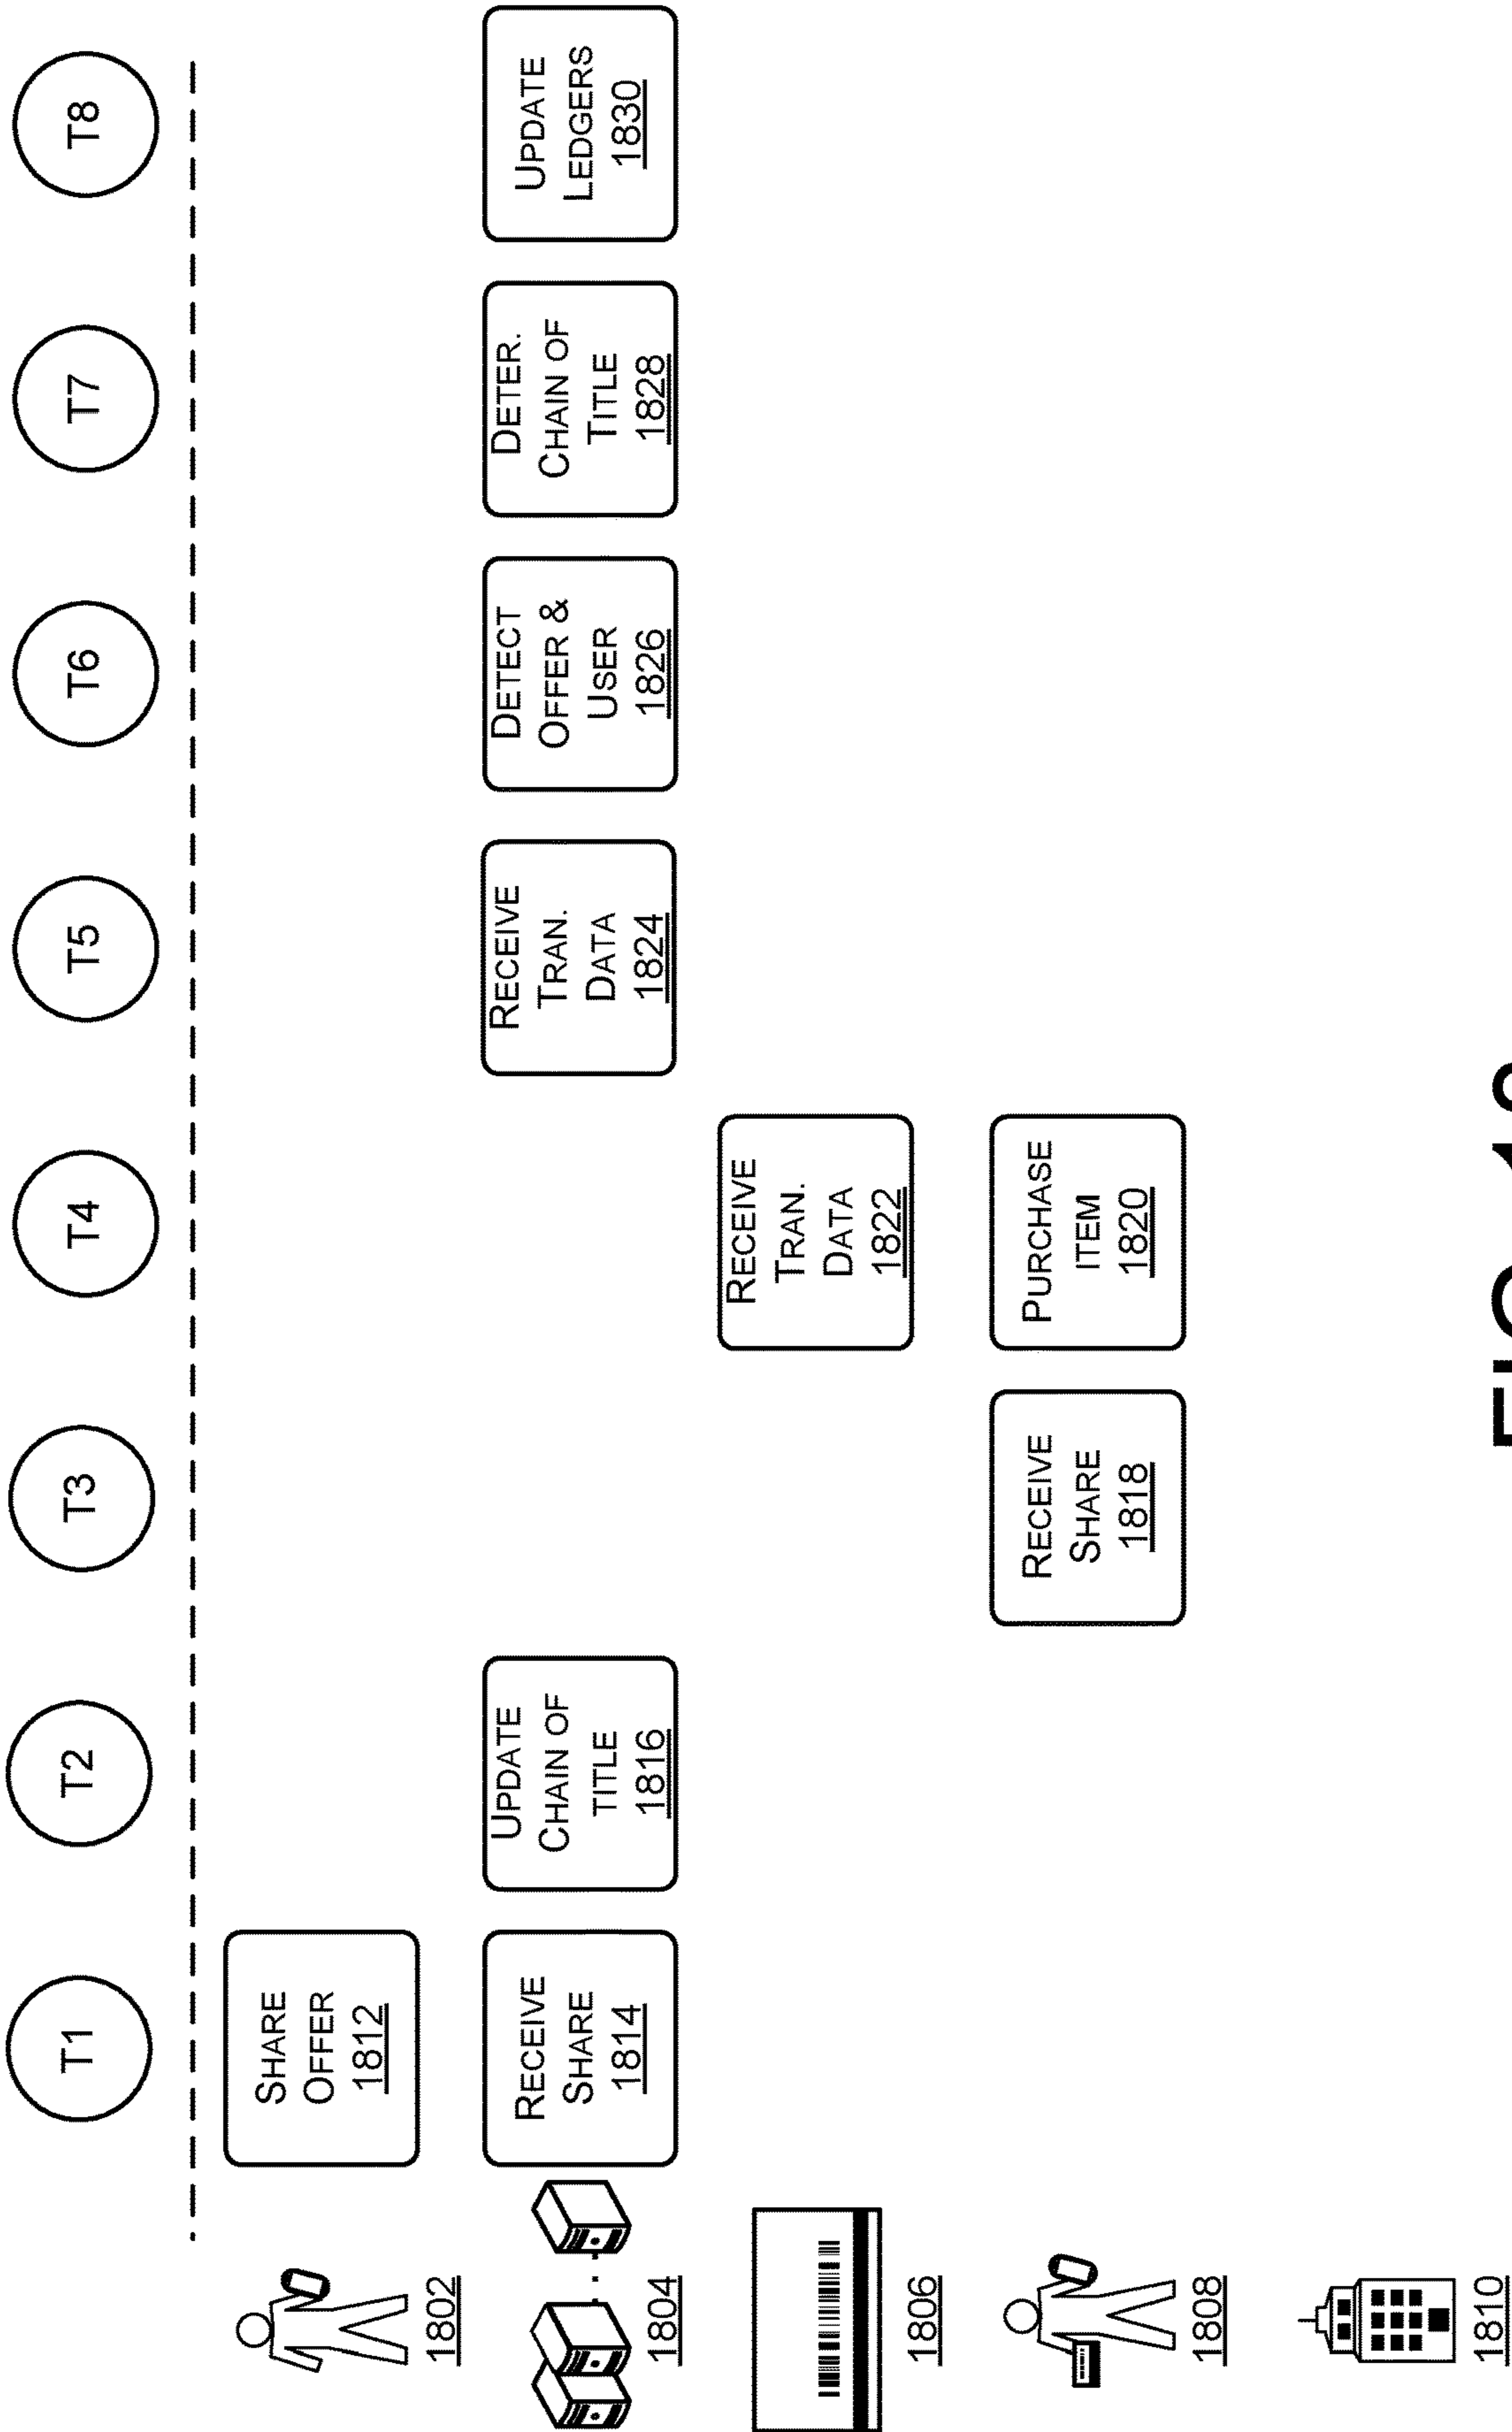 T1
T2
T3
T4
T5
T6
T7
T8
1802
SHARE
OFFER
1812
1804
RECEIVE
SHARE
1814
UPDATE
CHAIN OF
TITLE
1816
RECEIVE
TRAN.
DATA
1824
DETECT
OFFER &
USER
1826
DETER.
CHAIN OF
TITLE
1828
UPDATE
LEDGERS
1830
1806
RECEIVE
TRAN.
DATA
1822
1808
RECEIVE
SHARE
1818
PURCHASE
ITEM
1820
1810